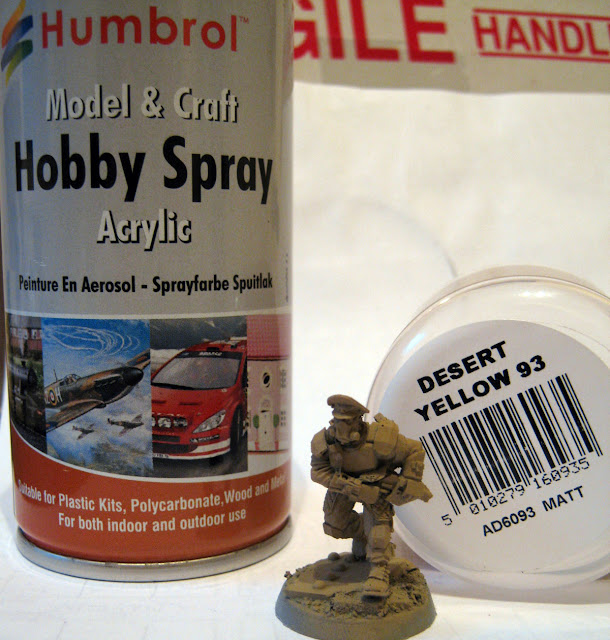 Humbrol™
Model & Craft
Hobby Spray
Acrylic
Peinture En Aerosol - Sprayfarbe Spuitlak
Suitable for Plastic Kits, Polycarbonate, Wood and Metal
For both indoor and outdoor use
GILE
HANDL
DESERT
YELLOW 93
5 010279 160935
AD6093 MATT